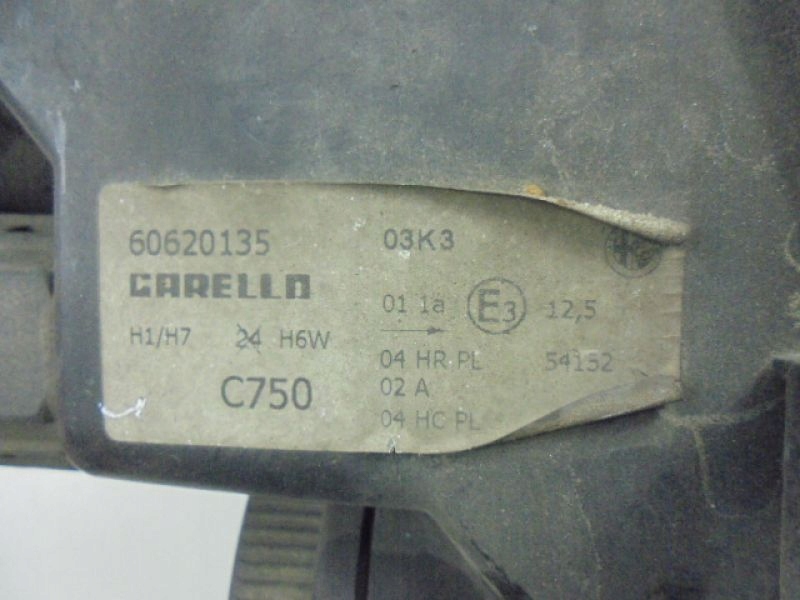 60620135
CARELLO
H1/H7 24 H6W
C750
03K3
01 1a E3 12,5
04 HR PL 54152
02 A
04 HC PL